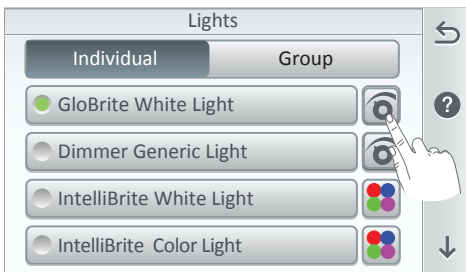 Lights
Individual Group
GloBrite White Light
Dimmer Generic Light
IntelliBrite White Light
IntelliBrite Color Light
?